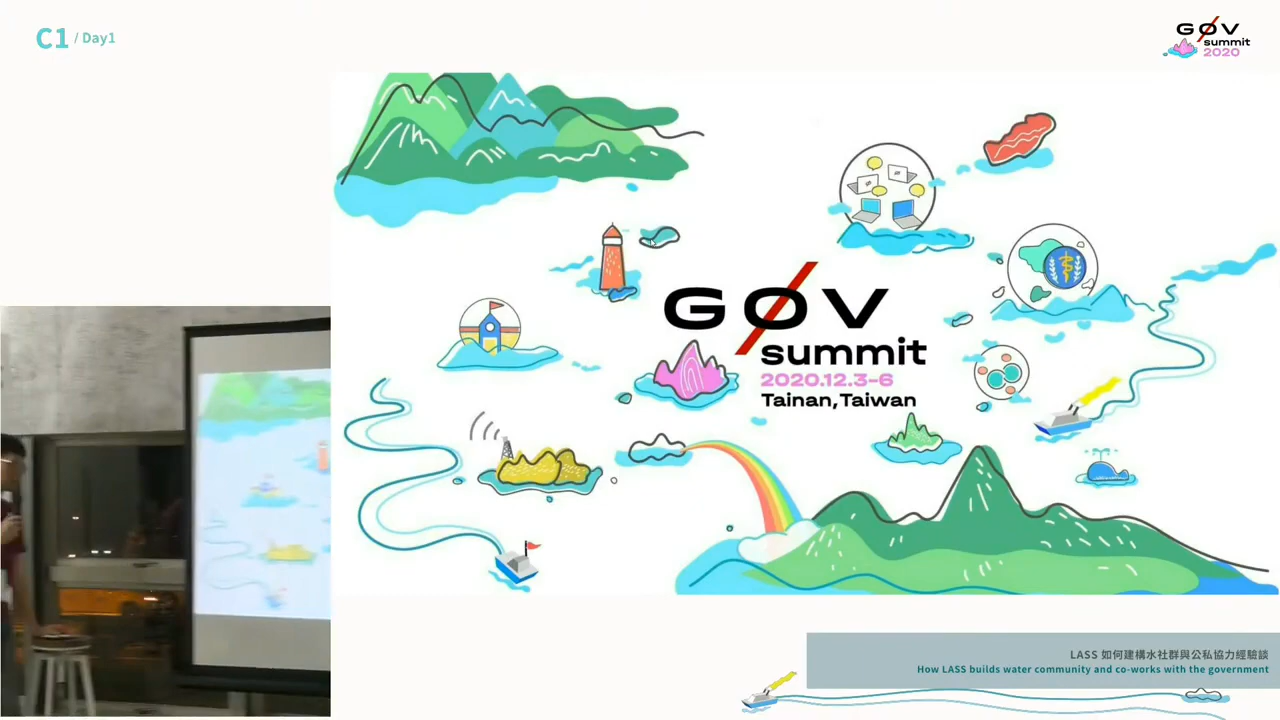 C1 / Day1
GØV
summit
2020
GØV
summit
2020.12.3-6
Tainan,Taiwan
LASS 如何建構水社群與公私協力經驗談
How LASS builds water community and co-works with the government